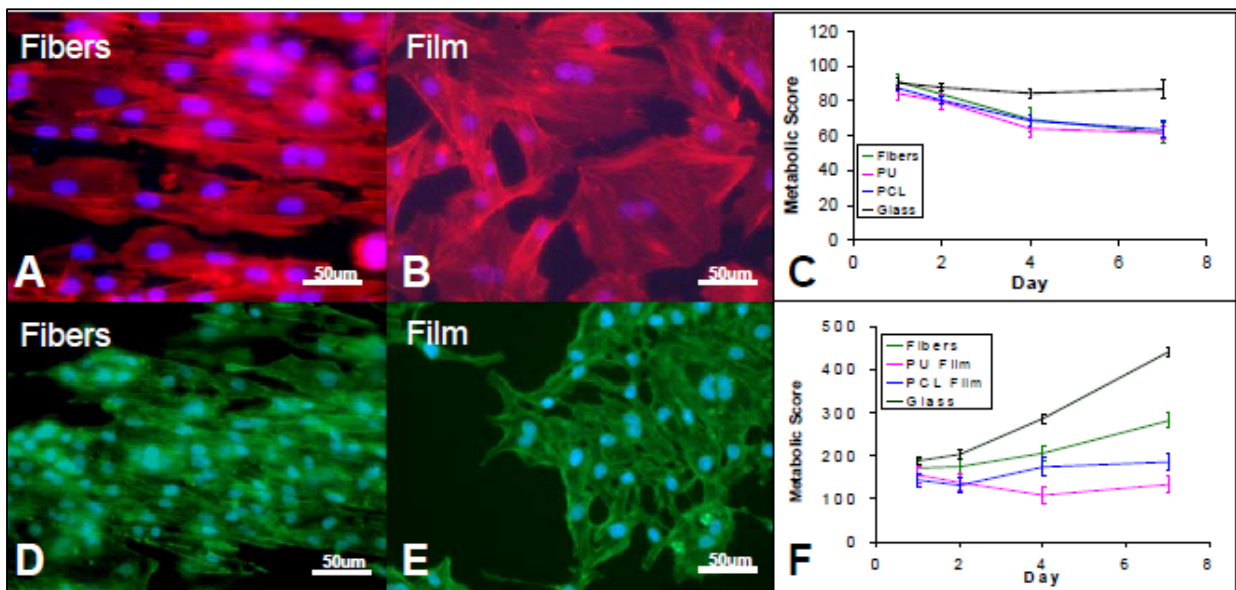 Fibers
A
50um
Film
B
50um
C
Metabolic Score
120
100
80
60
40
20
0
Fibers
PU
PCL
Glass
0 2 4 6 8
Day
Fibers
D
50um
Film
E
50um
F
Metabolic Score
500
400
300
200
100
0
Fibers
PU Film
PCL Film
Glass
0 2 4 6 8
Day